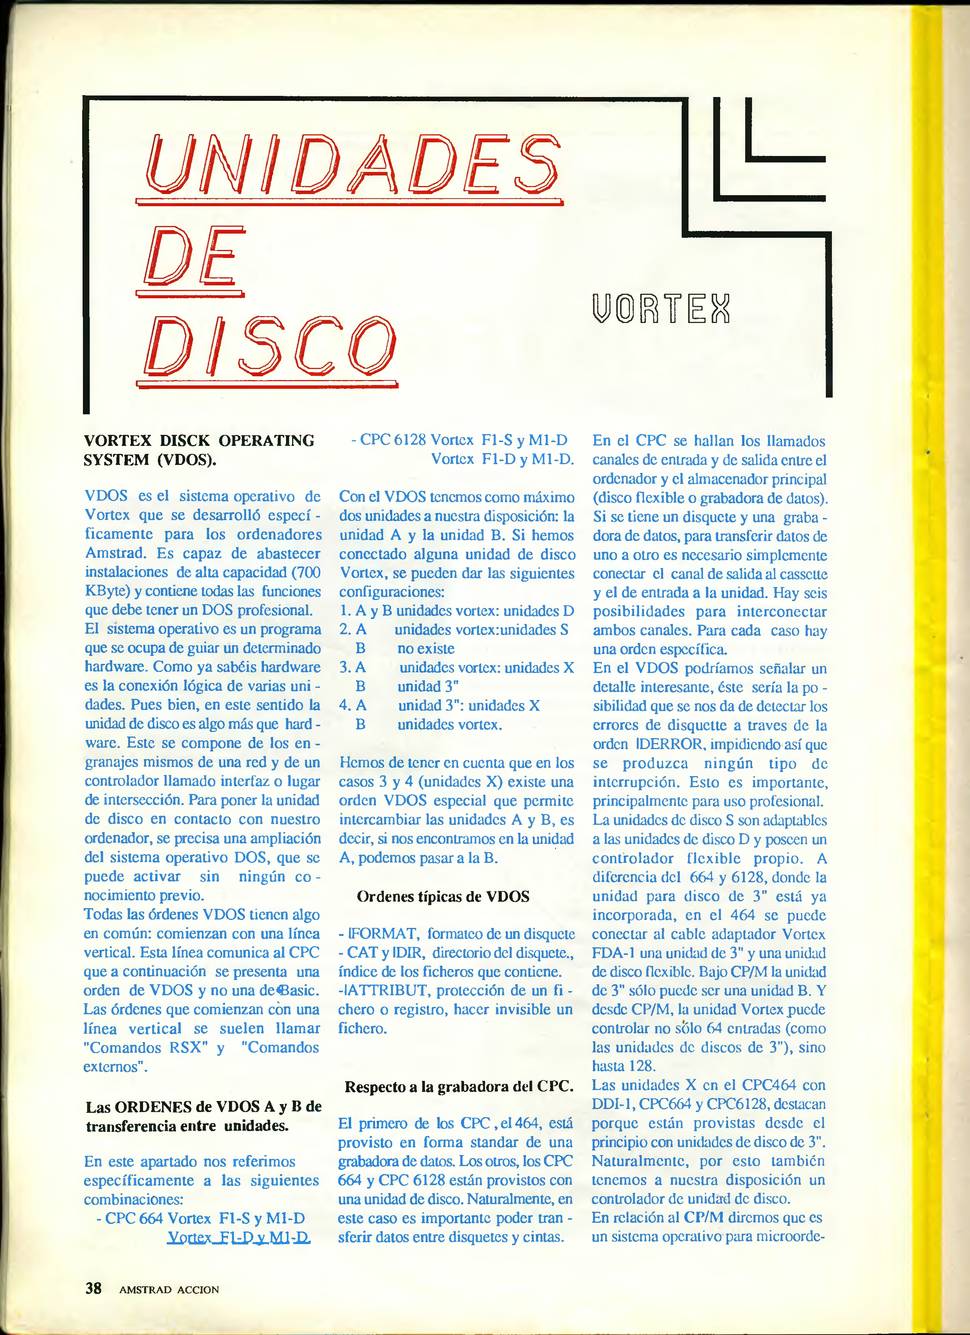 UNIDADES
DE
DISCO
VORTEX
VORTEX DISCK OPERATING
SYSTEM (VDOS).
VDOS es el sistema operativo de
Vortex que se desarrolló especí -
ficamente para los ordenadores
Amstrad. Es capaz de abastecer
instalaciones de alta capacidad (700
KByte) y contiene todas las funciones
que debe tener un DOS profesional.
El sistema operativo es un programa
que se ocupa de guiar un determinado
hardware. Como ya sabéis hardware
es la conexión lógica de varias uni -
dades. Pues bien, en este sentido la
unidad de disco es algo más que hard -
ware. Este se compone de los en -
granajes mismos de una red y de un
controlador llamado interfaz o lugar
de intersección. Para poner la unidad
de disco en contacto con nuestro
ordenador, se precisa una ampliación
del sistema operativo DOS, que se
puede activar sin ningún co -
nocimiento previo.
Todas las órdenes VDOS tienen algo
en común: comienzan con una línea
vertical. Esta línea comunica al CPC
que a continuación se presenta una
orden de VDOS y no una de Basic.
Las órdenes que comienzan con una
línea vertical se suelen llamar
"Comandos RSX" y "Comandos
externos".
Las ORDENES de VDOS A y B de
transferencia entre unidades.
En este apartado nos referimos
específicamente a las siguientes
combinaciones:
- CPC 664 Vortex F1-S y M1-D
Vortex F1-D y M1-D.
- CPC 6128 Vortex F1-S y M1-D
Vortex F1-D y M1-D.
Con el VDOS tenemos como máximo
dos unidades a nuestra disposición: la
unidad A y la unidad B. Si hemos
conectado alguna unidad de disco
Vortex, se pueden dar las siguientes
configuraciones:
1. A y B unidades vortex: unidades D
2. A unidades vortex:unidades S
B no existe
3. A unidades vortex: unidades X
B unidad 3"
4. A unidad 3": unidades X
B unidades vortex.
Hemos de tener en cuenta que en los
casos 3 y 4 (unidades X) existe una
orden VDOS especial que permite
intercambiar las unidades A y B, es
decir, si nos encontramos en la unidad
A, podemos pasar a la B.
Ordenes típicas de VDOS
- |FORMAT, formateo de un disquete
- CAT y |DIR, directorio del disquete.,
índice de los ficheros que contiene.
-|ATTRIBUT, protección de un fi -
chero o registro, hacer invisible un
fichero.
Respecto a la grabadora del CPC.
El primero de los CPC , el 464, está
provisto en forma standar de una
grabadora de datos. Los otros, los CPC
664 y CPC 6128 están provistos con
una unidad de disco. Naturalmente, en
este caso es importante poder tran -
sferir datos entre disquetes y cintas.
En el CPC se hallan los llamados
canales de entrada y de salida entre el
ordenador y el almacenador principal
(disco flexible o grabadora de datos).
Si se tiene un disquete y una graba -
dora de datos, para transferir datos de
uno a otro es necesario simplemente
conectar el canal de salida al cassette
y el de entrada a la unidad. Hay seis
posibilidades para interconectar
ambos canales. Para cada caso hay
una orden específica.
En el VDOS podríamos señalar un
detalle interesante, éste sería la po -
sibilidad que se nos da de detectar los
errores de disquette a traves de la
orden |DERROR, impidiendo así que
se produzca ningún tipo de
interrupción. Esto es importante,
principalmente para uso profesional.
La unidades de disco S son adaptables
a las unidades de disco D y poseen un
controlador flexible propio. A
diferencia del 664 y 6128, donde la
unidad para disco de 3" está ya
incorporada, en el 464 se puede
conectar al cable adaptador Vortex
FDA-1 una unidad de 3" y una unidad
de disco flexible. Bajo CP/M la unidad
de 3" sólo puede ser una unidad B. Y
desde CP/M, la unidad Vortex puede
controlar no sólo 64 entradas (como
las unidades de discos de 3"), sino
hasta 128.
Las unidades X en el CPC464 con
DDI-1, CPC664 y CPC6128, destacan
porque están provistas desde el
principio con unidades de disco de 3".
Naturalmente, por esto también
tenemos a nuestra disposición un
controlador de unidad de disco.
En relación al CP/M diremos que es
un sistema operativo para microorde-
38 AMSTRAD ACCION